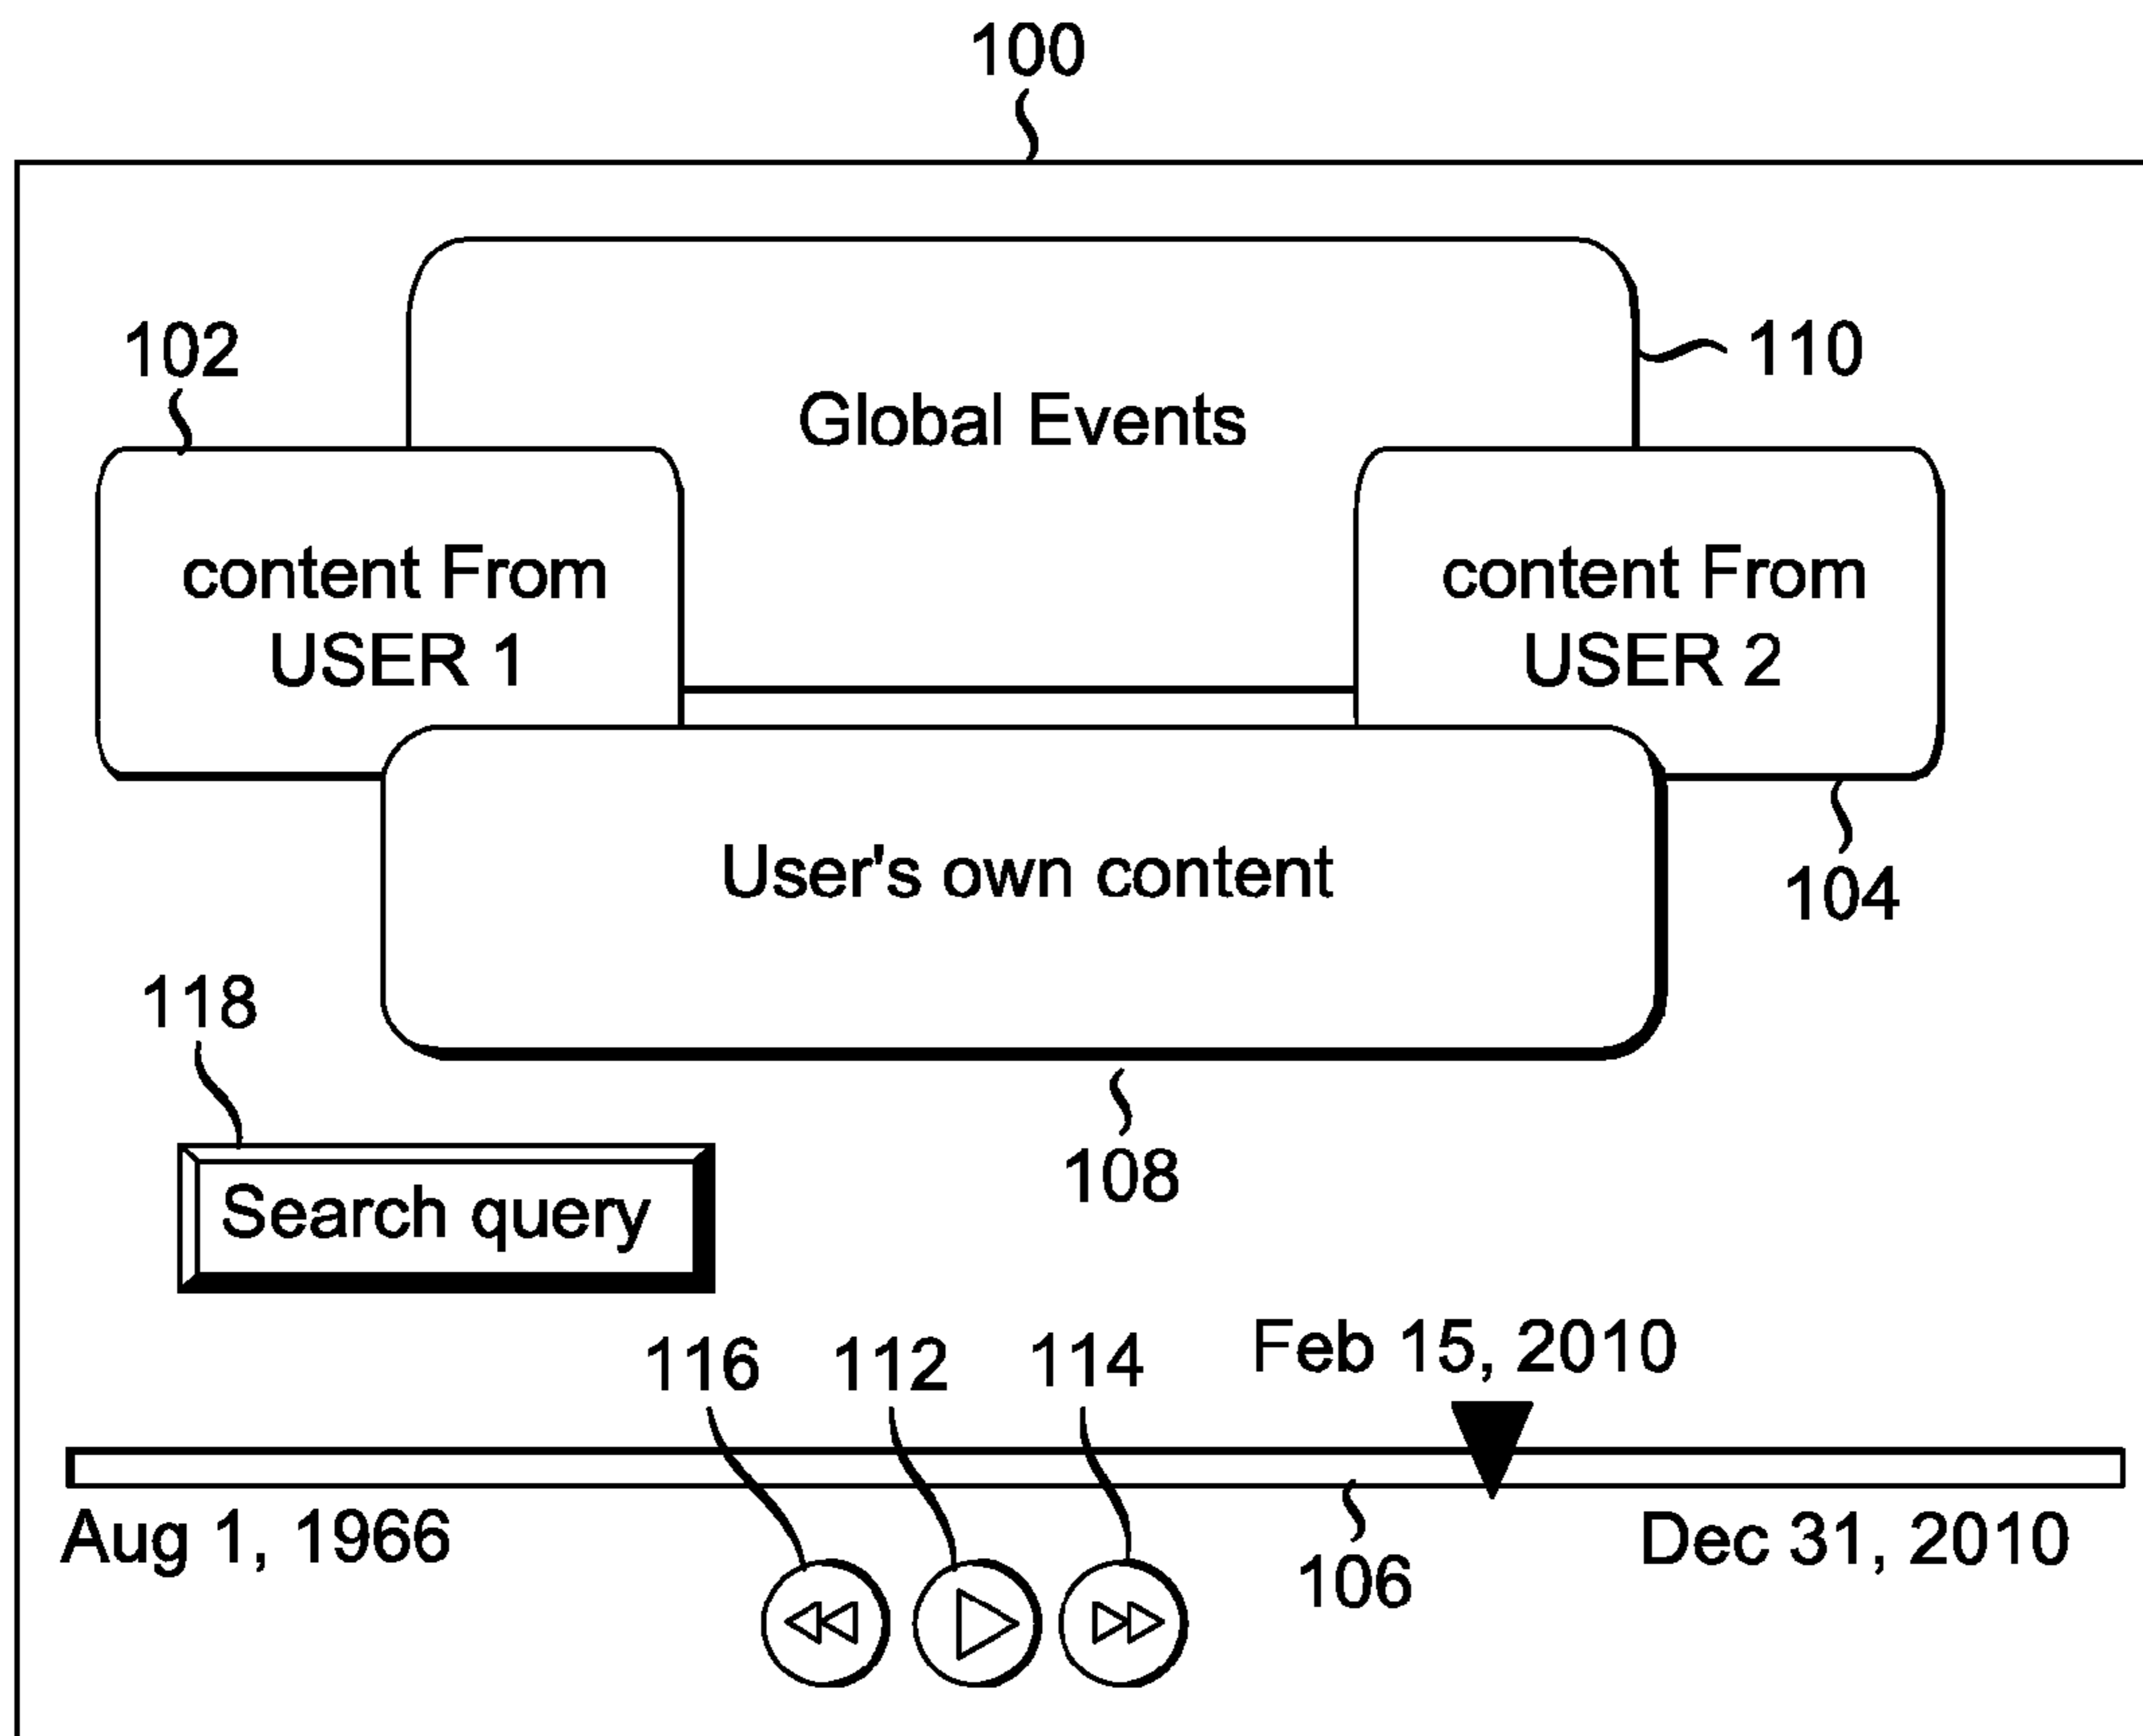 100
102
110
Global Events
content From
USER 1
content From
USER 2
User's own content
104
118
108
Search query
116
112
114
Feb 15, 2010
Aug 1, 1966
106
Dec 31, 2010